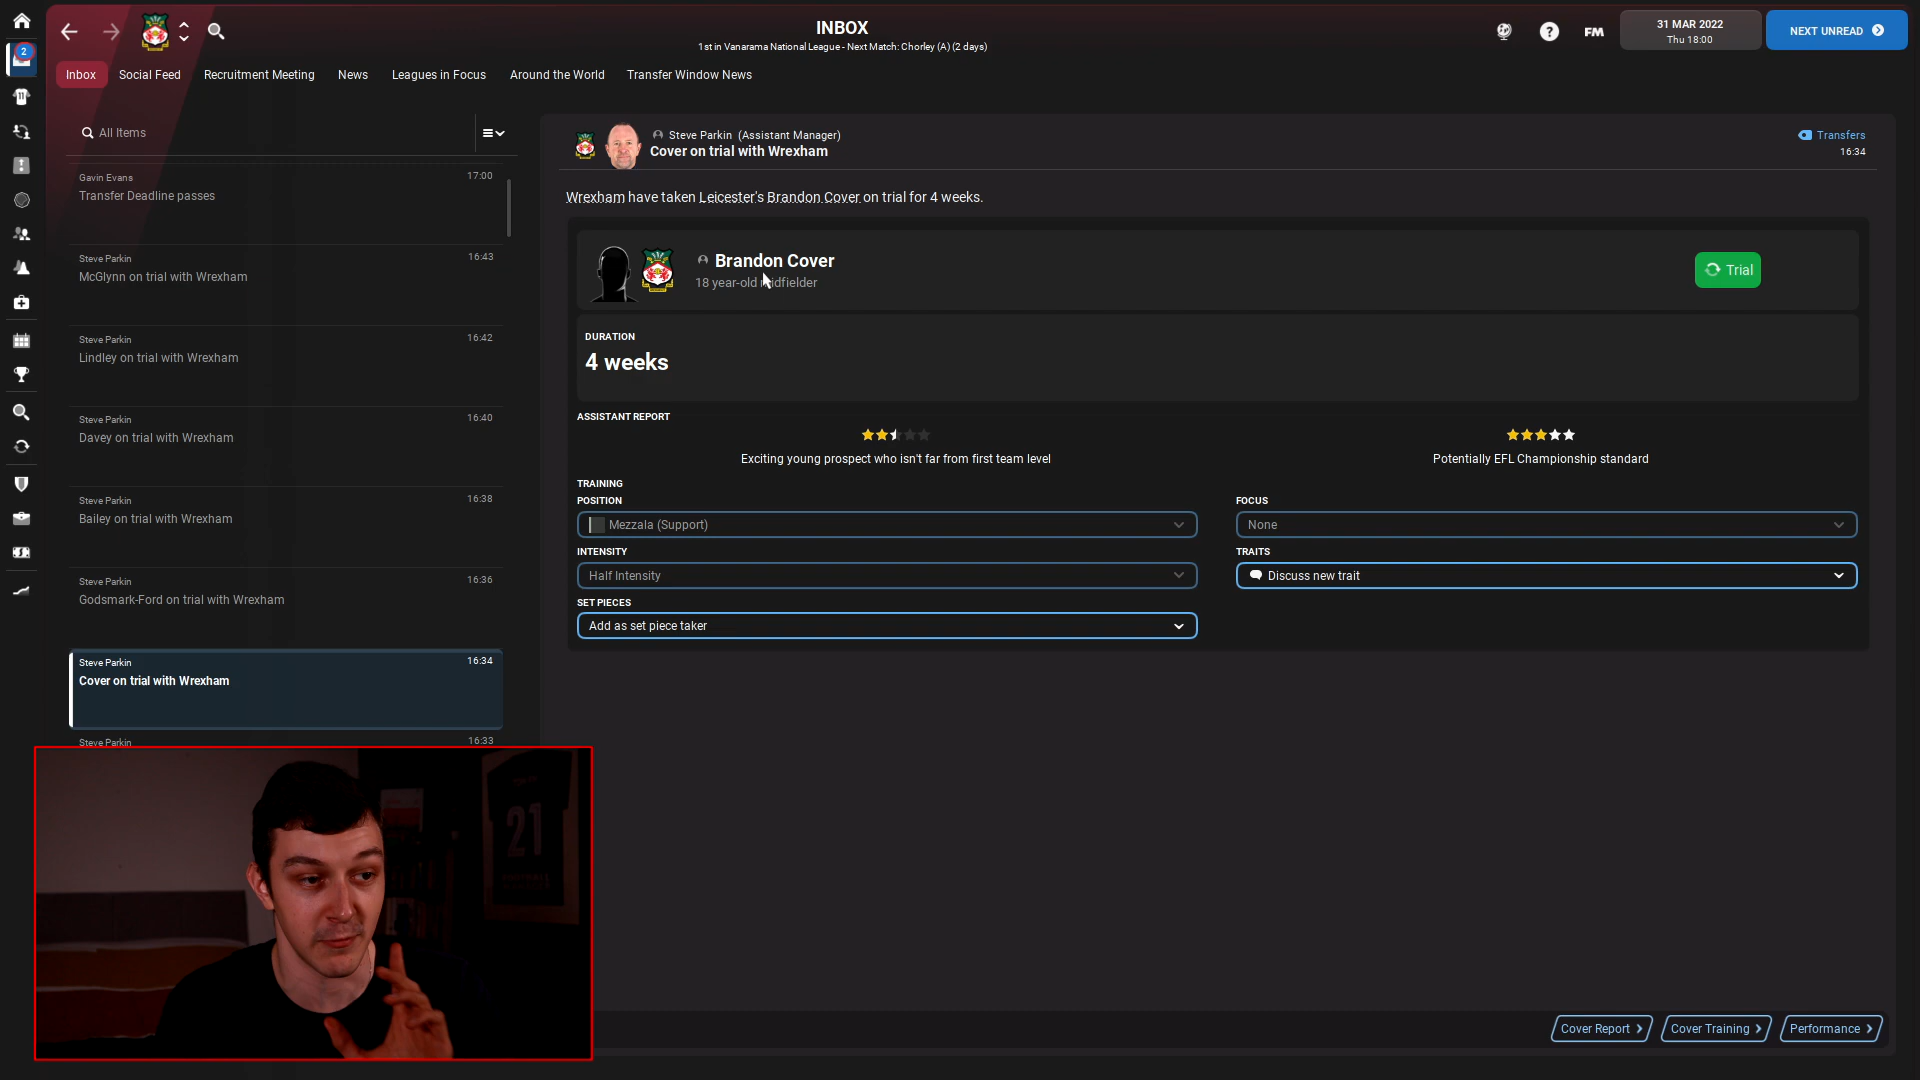 INBOX
1st in Vanarama National League - Next Match: Chorley (A) (2 days)
FM
31 MAR 2022
Thu 18:00
NEXT UNREAD
2
Inbox
Social Feed
Recruitment Meeting
News
Leagues in Focus
Around the World
Transfer Window News
All Items
Gavin Evans
17:00
Transfer Deadline passes
Steve Parkin
16:43
McGlynn on trial with Wrexham
Steve Parkin
16:42
Lindley on trial with Wrexham
Steve Parkin
16:40
Davey on trial with Wrexham
Steve Parkin
16:38
Bailey on trial with Wrexham
Steve Parkin
16:36
Godsmark-Ford on trial with Wrexham
Steve Parkin
16:34
Cover on trial with Wrexham
Steve Parkin
16:33
Steve Parkin (Assistant Manager)
Cover on trial with Wrexham
Transfers
16:34
Wrexham have taken Leicester's Brandon Cover on trial for 4 weeks.
Brandon Cover
18 year-old midfielder
Trial
DURATION
4 weeks
ASSISTANT REPORT
Exciting young prospect who isn't far from first team level
Potentially EFL Championship standard
TRAINING
POSITION
Mezzala (Support)
FOCUS
None
INTENSITY
Half Intensity
TRAITS
Discuss new trait
SET PIECES
Add as set piece taker
21
Cover Report
Cover Training
Performance